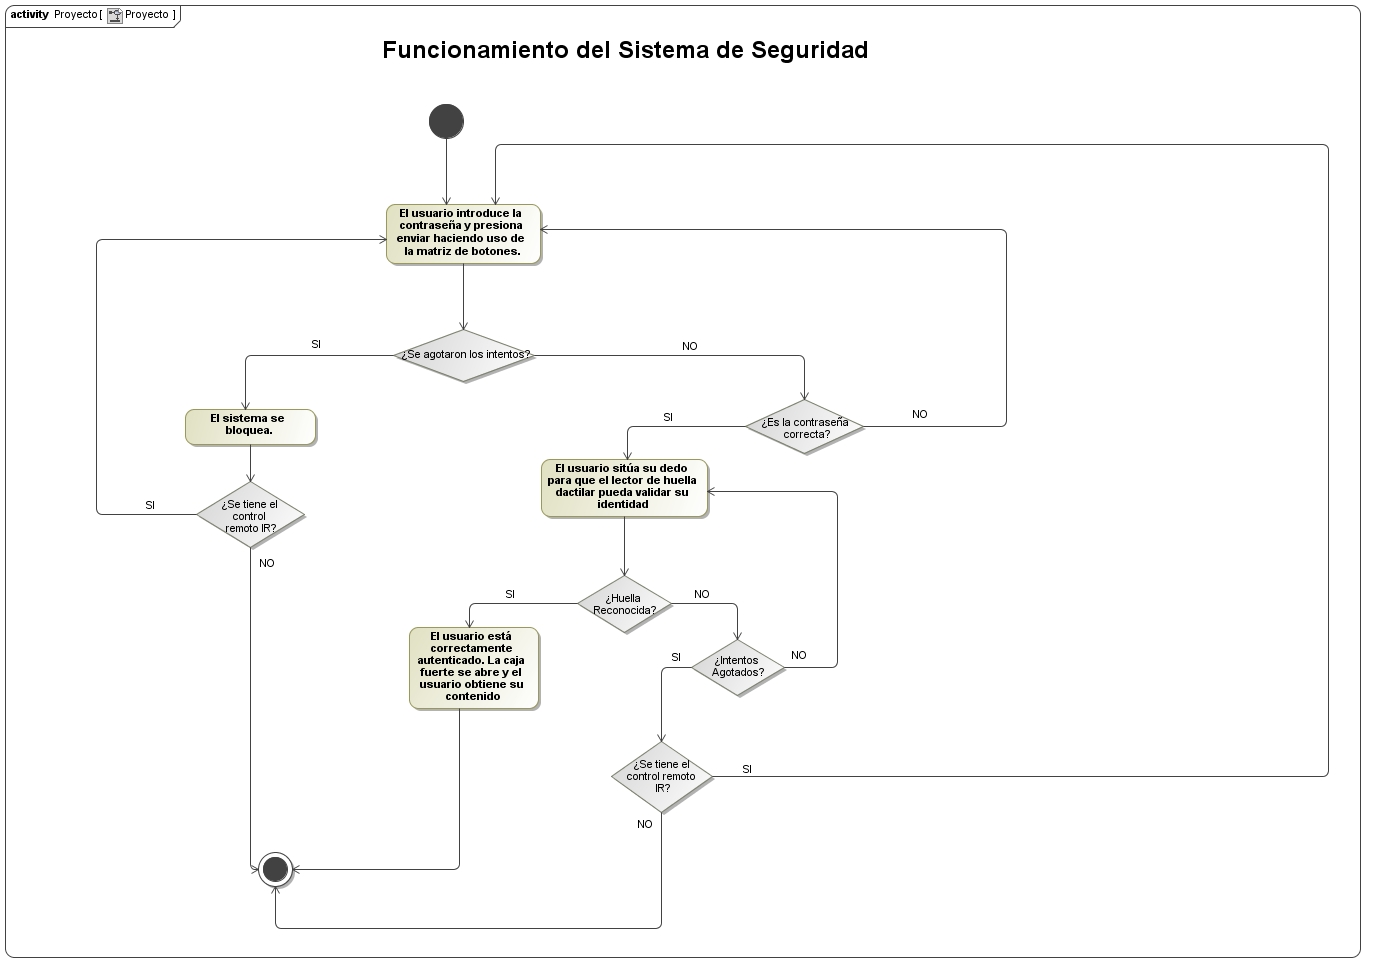 activity Proyecto [ Proyecto ]
Funcionamiento del Sistema de Seguridad
El usuario introduce la
contraseña y presiona
enviar haciendo uso de
la matriz de botones.
¿Se agotaron los intentos?
SI
NO
El sistema se
bloquea.
¿Es la contraseña
correcta?
SI
NO
El usuario sitúa su dedo
para que el lector de huella
dactilar pueda validar su
identidad
¿Se tiene el
control
remoto IR?
SI
NO
¿Huella
Reconocida?
SI
NO
El usuario está
correctamente
autenticado. La caja
fuerte se abre y el
usuario obtiene su
contenido
¿Intentos
Agotados?
SI
NO
¿Se tiene el
control remoto
IR?
SI
NO